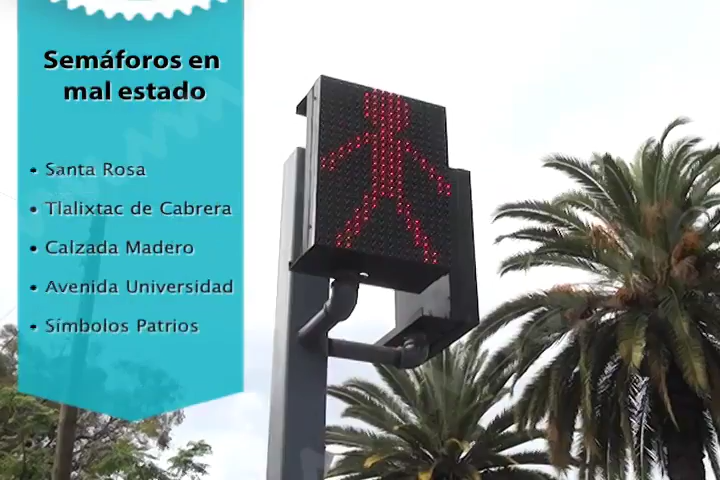 Semáforos en
mal estado
• Santa Rosa
• Tlalixtac de Cabrera
• Calzada Madero
• Avenida Universidad
• Símbolos Patrios